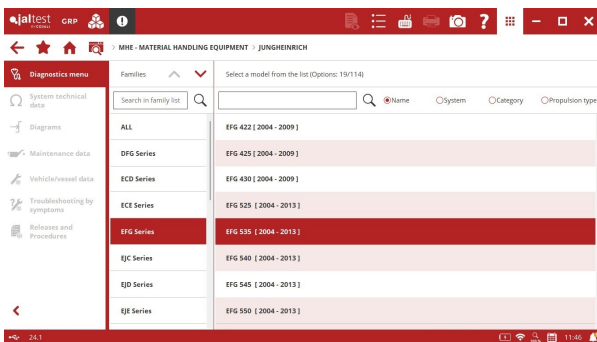 jaltest GRP
COJALI
MHE - MATERIAL HANDLING EQUIPMENT > JUNGHEINRICH
Diagnostics menu
System technical data
Diagrams
Maintenance data
Vehicle/vessel data
Troubleshooting by symptoms
Releases and Procedures
Families
Search in family list
ALL
DFG Series
ECD Series
ECE Series
EFG Series
EJC Series
EJD Series
EJE Series
Select a model from the list (Options: 19/114)
Name System Category Propulsion type
EFG 422 [ 2004 - 2009 ]
EFG 425 [ 2004 - 2009 ]
EFG 430 [ 2004 - 2009 ]
EFG 525 [ 2004 - 2013 ]
EFG 535 [ 2004 - 2013 ]
EFG 540 [ 2004 - 2013 ]
EFG 545 [ 2004 - 2013 ]
EFG 550 [ 2004 - 2013 ]
24.1
11:46